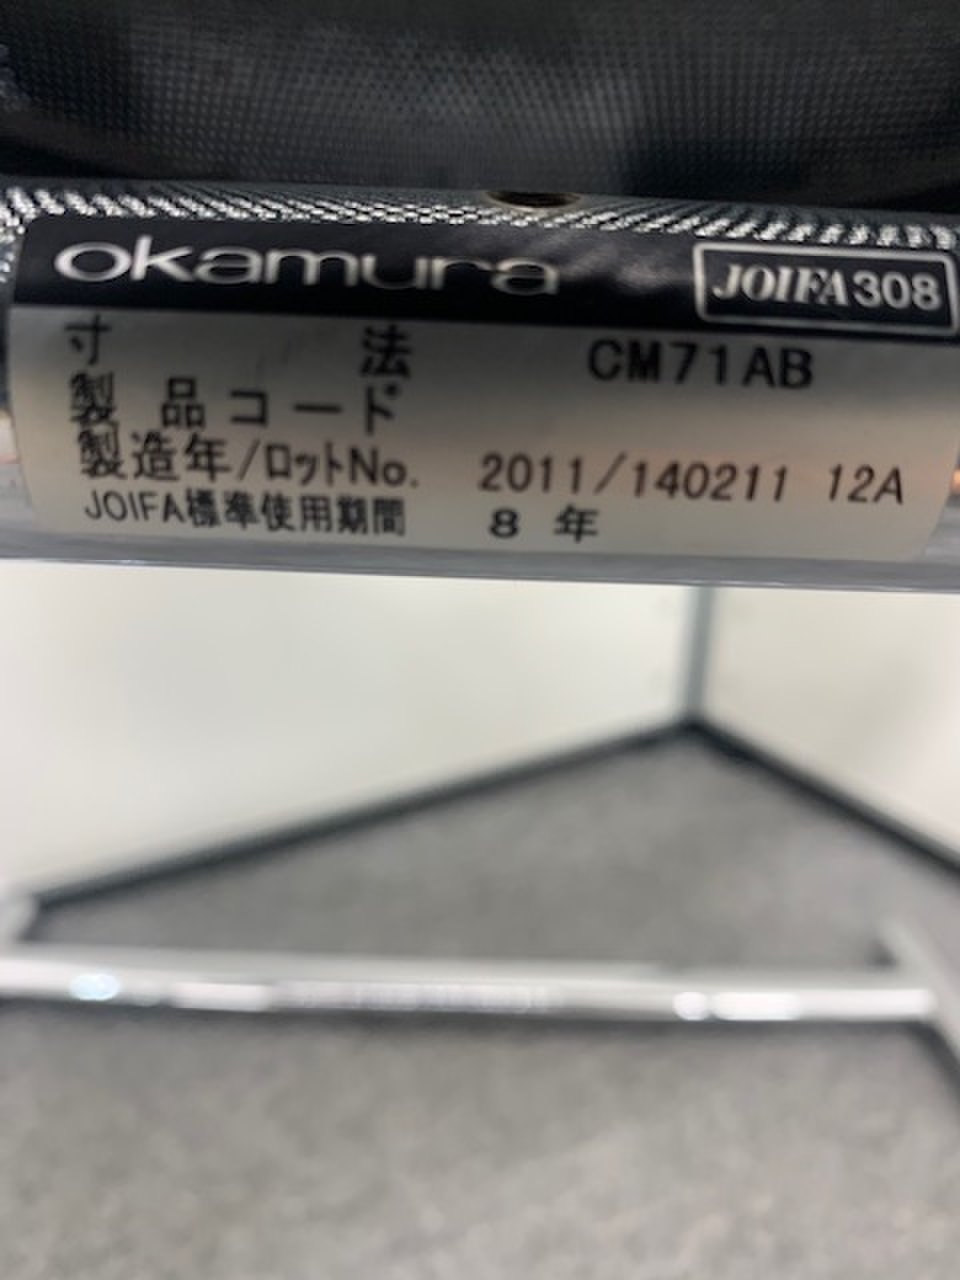 okamura JOIFA308
寸 法 CM71AB
製品コード
製造年/ロットNo. 2011/140211 12A
JOIFA標準使用期間 8 年